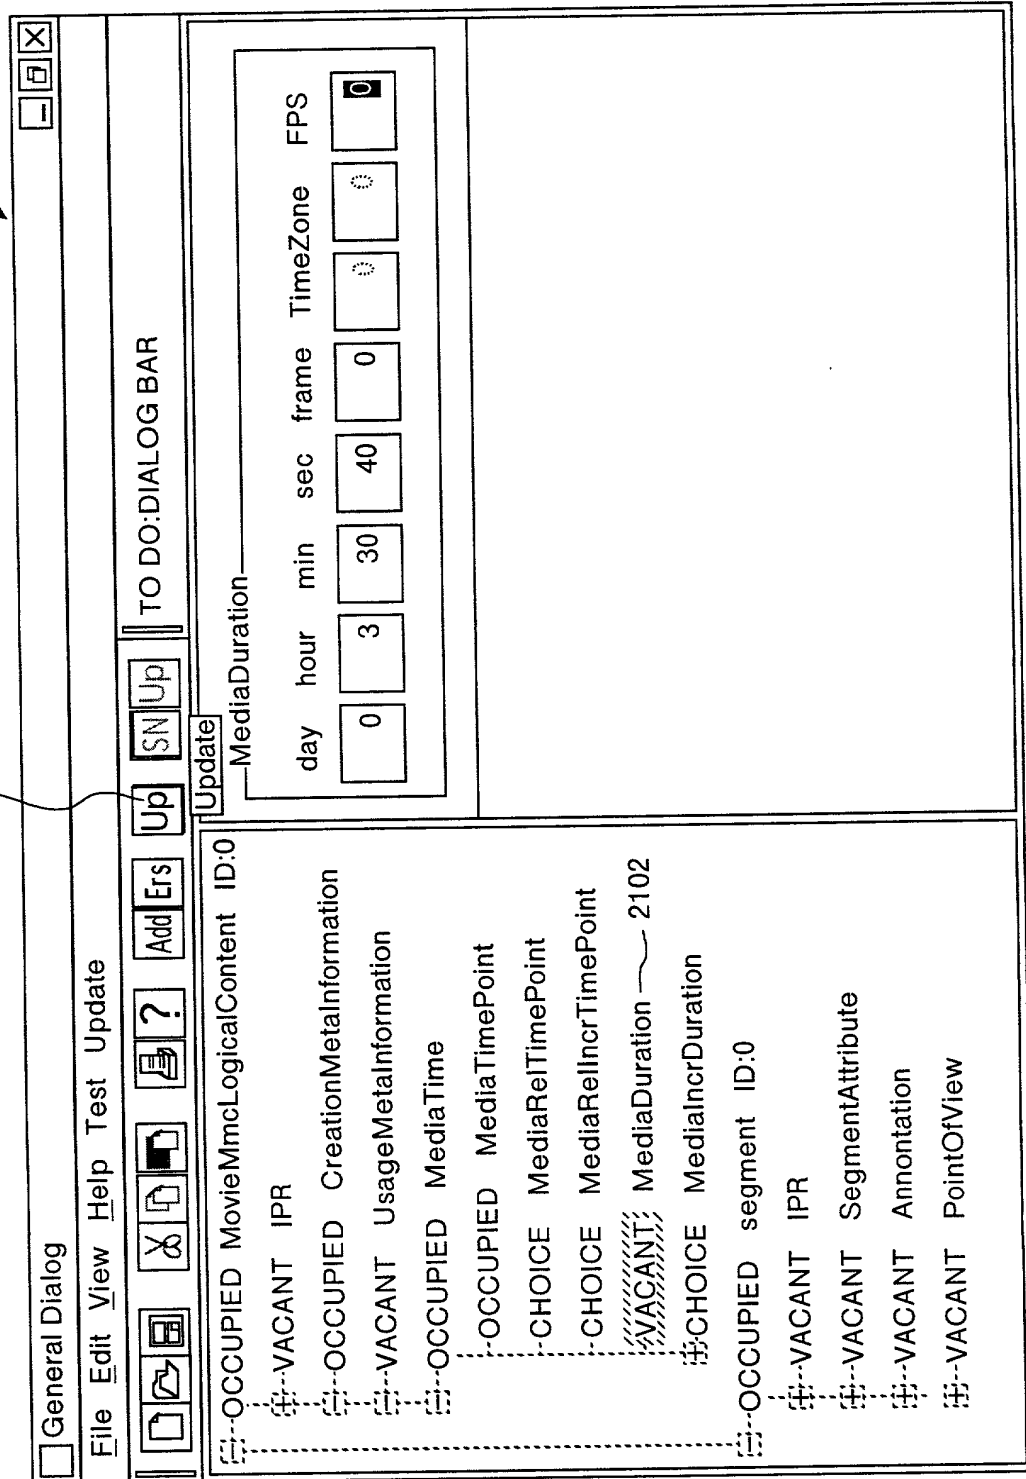 General Dialog
File Edit View Help Test Update
? Add Ers Up SN Up TO DO:DIALOG BAR
Update
OCCUPIED MovieMmcLogicalContent ID:0
VACANT IPR
OCCUPIED CreationMetaInformation
VACANT UsageMetaInformation
OCCUPIED MediaTime
OCCUPIED MediaTimePoint
CHOICE MediaRelTimePoint
CHOICE MediaRelIncrTimePoint
VACANT MediaDuration 2102
CHOICE MediaIncrDuration
OCCUPIED segment ID:0
VACANT IPR
VACANT SegmentAttribute
VACANT Annontation
VACANT PointOfView
MediaDuration
day hour min sec frame TimeZone FPS
0 3 30 40 0 0 0 0